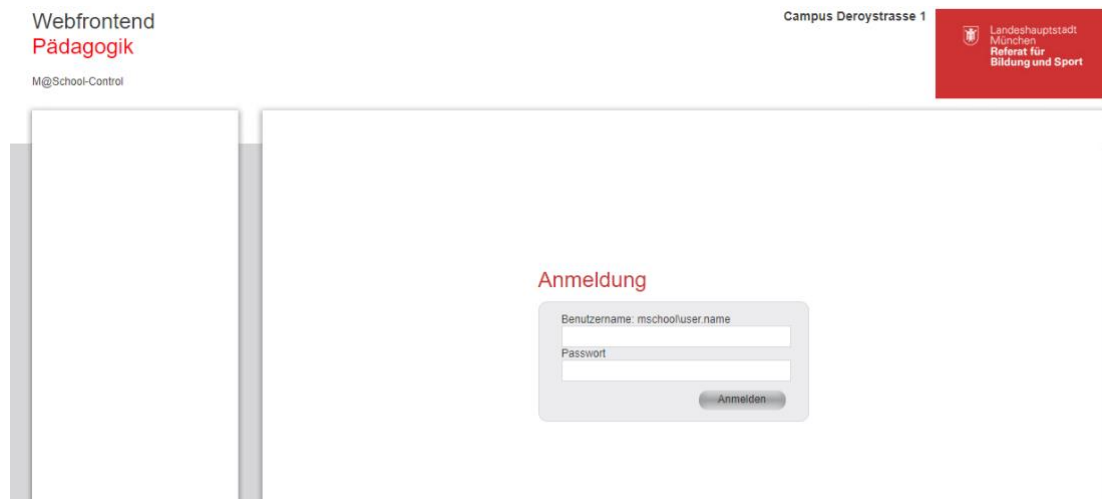 Webfrontend
Pädagogik
M@School-Control
Campus Deroystrasse 1
Landeshauptstadt
München
Referat für
Bildung und Sport
Anmeldung
Benutzername: mschool\user.name
Passwort
Anmelden